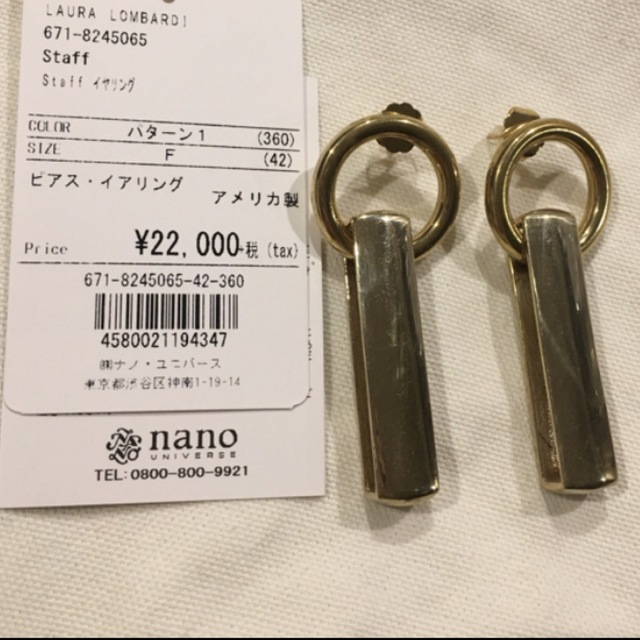 LAURA LOMBARDI
671-8245065
Staff
Staff イヤリング
COLOR パターン1 (360)
SIZE F (42)
ピアス・イアリング
アメリカ製
Price ¥22,000+税(tax)
671-8245065-42-360
4580021194347
㈱ナノ・ユニバース
東京都渋谷区神南1-19-14
nano
UNIVERSE
TEL:0800-800-9921